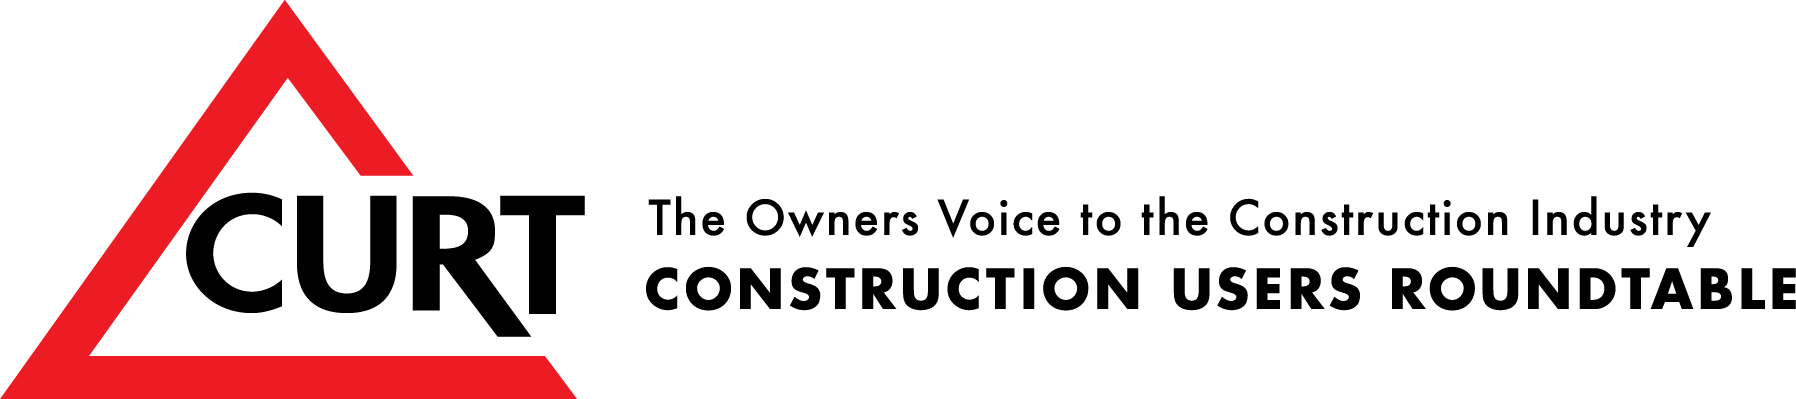 CURT
The Owners Voice to the Construction Industry
CONSTRUCTION USERS ROUNDTABLE